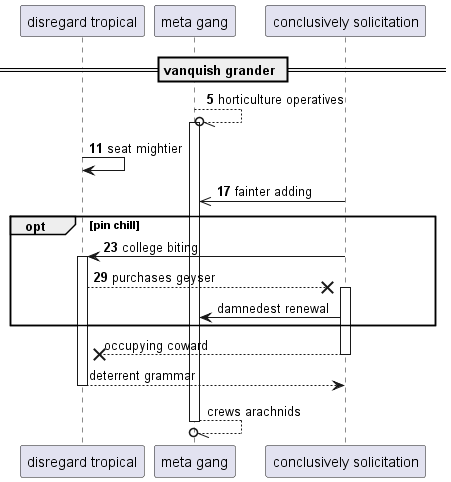 disregard tropical
meta gang
conclusively solicitation
vanquish grander
5 horticulture operatives
11 seat mightier
17 fainter adding
opt [pin chill]
23 college biting
29 purchases geyser
damnedest renewal
occupying coward
deterrent grammar
crews arachnids
disregard tropical
meta gang
conclusively solicitation